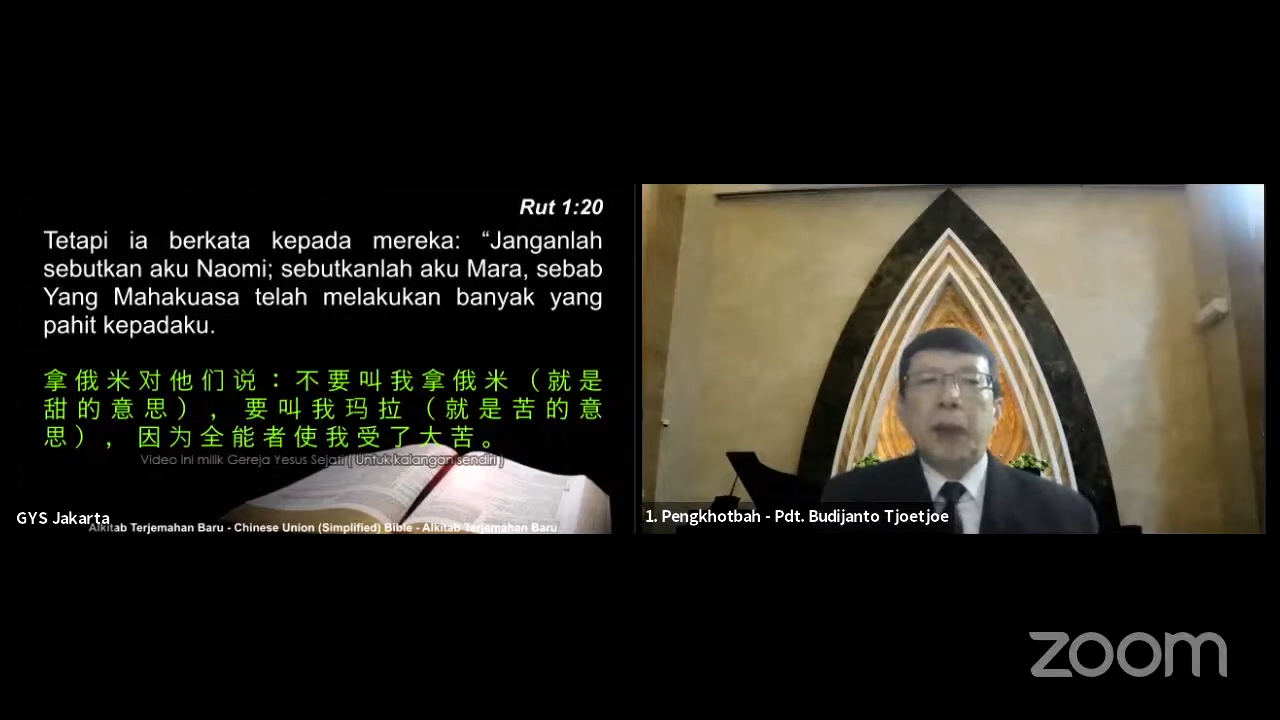 Rut 1:20
Tetapi ia berkata kepada mereka: “Janganlah
sebutkan aku Naomi; sebutkanlah aku Mara, sebab
Yang Mahakuasa telah melakukan banyak yang
pahit kepadaku.
拿俄米对他们说：不要叫我拿俄米（就是
甜的意思），要叫我玛拉（就是苦的意
思），因为全能者使我受了大苦。
Video ini milik Gereja Yesus Sejati ( Untuk kalangan sendiri )
GYS Jakarta
Alkitab Terjemahan Baru - Chinese Union (Simplified) Bible - Alkitab Terjemahan Baru
1. Pengkhotbah - Pdt. Budijanto Tjoetjoe
zoom